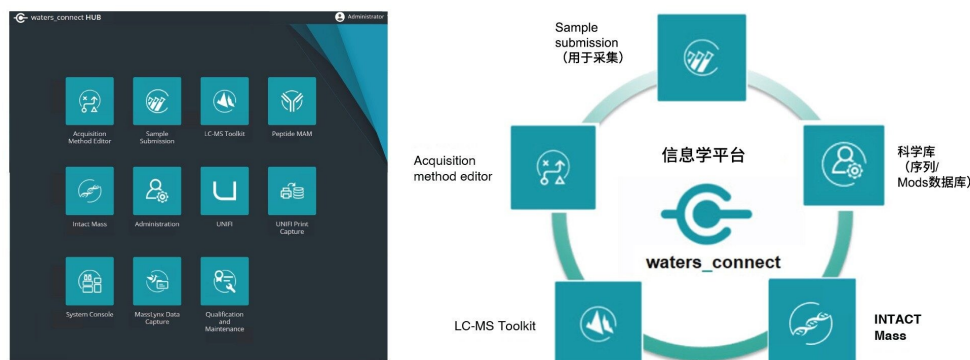 waters_connect HUB
Administrator
Acquisition
Method Editor
Sample
Submission
LC-MS Toolkit
Peptide MAM
Intact Mass
Administration
UNIFI
UNIFI Print
Capture
System Console
MassLynx Data
Capture
Qualification
and
Maintenance
Sample
submission
（用于采集）
Acquisition
method editor
信息学平台
科学库
（序列/
Mods数据库）
waters_connect
LC-MS Toolkit
INTACT
Mass